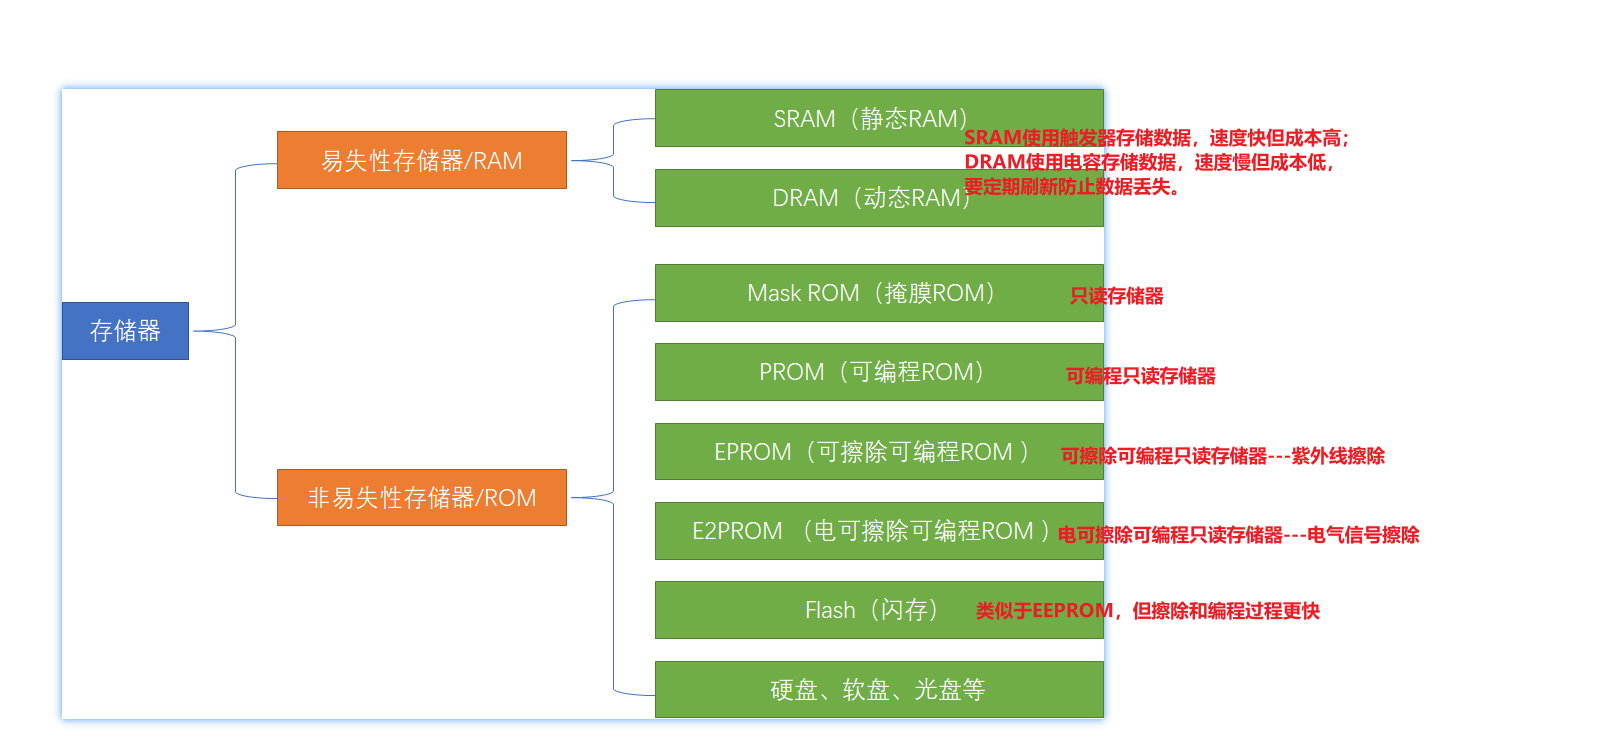 存储器
易失性存储器/RAM
SRAM（静态RAM）
DRAM（动态RAM）
SRAM使用触发器存储数据，速度快但成本高；
DRAM使用电容存储数据，速度慢但成本低，
要定期刷新防止数据丢失。
非易失性存储器/ROM
Mask ROM（掩膜ROM）
只读存储器
PROM（可编程ROM）
可编程只读存储器
EPROM（可擦除可编程ROM ）
可擦除可编程只读存储器---紫外线擦除
E2PROM （电可擦除可编程ROM ）
电可擦除可编程只读存储器---电气信号擦除
Flash（闪存）
类似于EEPROM，但擦除和编程过程更快
硬盘、软盘、光盘等